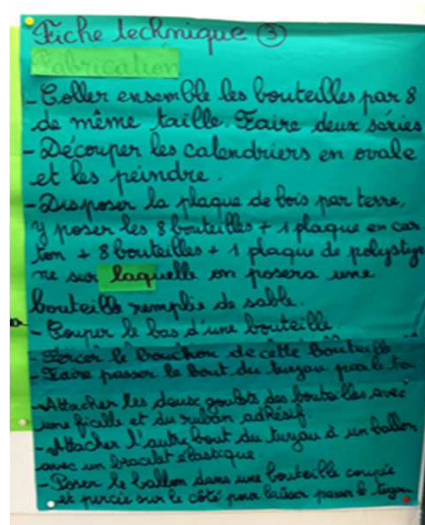 Fiche technique ③
Fabrication
- Coller ensemble les bouteilles par 8
de même taille. Faire deux séries
- Découper les calendriers en ovale
et les peindre.
- Disposer la plaque de bois par terre,
y poser les 8 bouteilles + 1 plaque en car
ton + 8 bouteilles + 1 plaque de polysty
ne sur laquelle on posera une
bouteille remplie de sable.
- Couper le bas d'une bouteille.
- Percer le bouchon de cette bouteille
- Faire passer le bout du tuyau par le
- Attacher les deux goulots des bouteilles avec
une ficelle et du ruban adhésif.
- Attacher l'autre bout du tuyau à un ballon
avec un bracelet élastique.
- Poser le ballon dans une bouteille coupée
et percée sur le côté pour laisser passer le tuyau